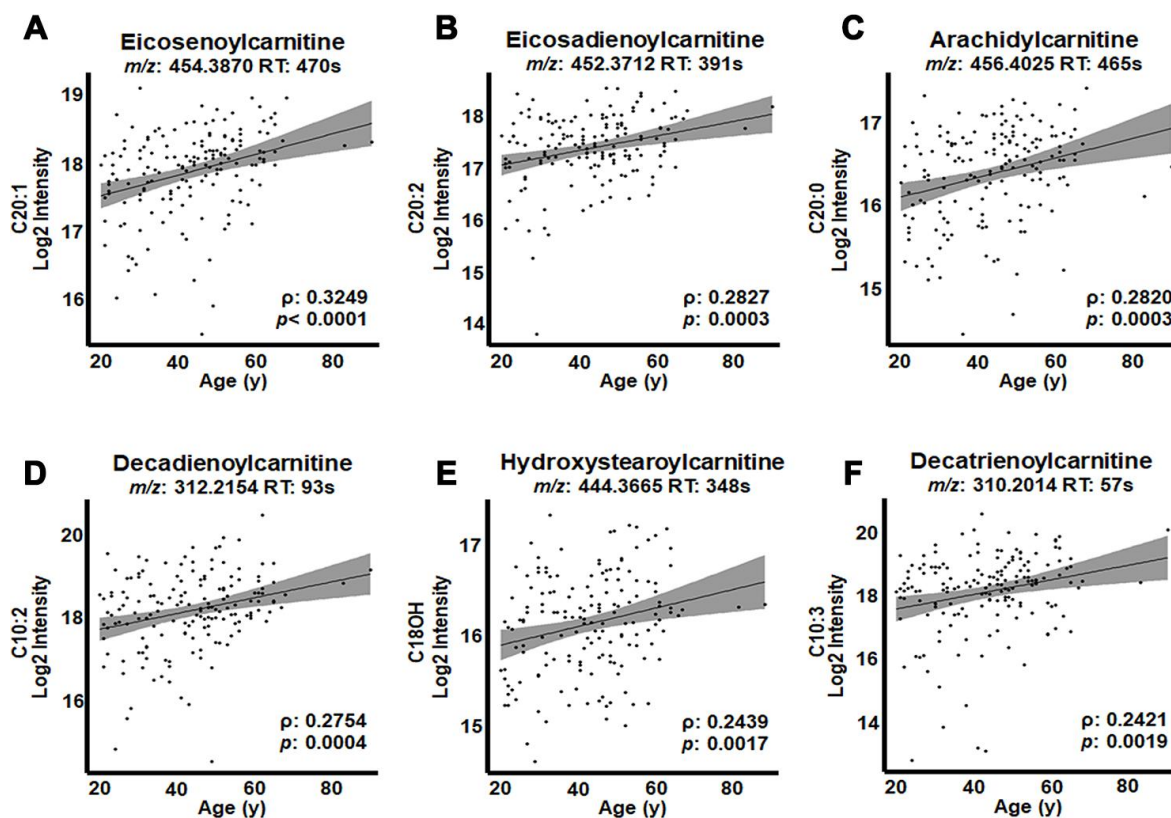 A
Eicosenoylcarnitine
m/z: 454.3870 RT: 470s
C20:1
Log2 Intensity
19
18
17
16
ρ: 0.3249
p< 0.0001
20 40 60 80
Age (y)
B
Eicosadienoylcarnitine
m/z: 452.3712 RT: 391s
C20:2
Log2 Intensity
18
17
16
15
14
ρ: 0.2827
p: 0.0003
20 40 60 80
Age (y)
C
Arachidylcarnitine
m/z: 456.4025 RT: 465s
C20:0
Log2 Intensity
17
16
15
ρ: 0.2820
p: 0.0003
20 40 60 80
Age (y)
D
Decadienoylcarnitine
m/z: 312.2154 RT: 93s
C10:2
Log2 Intensity
20
18
16
ρ: 0.2754
p: 0.0004
20 40 60 80
Age (y)
E
Hydroxystearoylcarnitine
m/z: 444.3665 RT: 348s
C18OH
Log2 Intensity
17
16
15
ρ: 0.2439
p: 0.0017
20 40 60 80
Age (y)
F
Decatrienoylcarnitine
m/z: 310.2014 RT: 57s
C10:3
Log2 Intensity
20
18
16
14
ρ: 0.2421
p: 0.0019
20 40 60 80
Age (y)